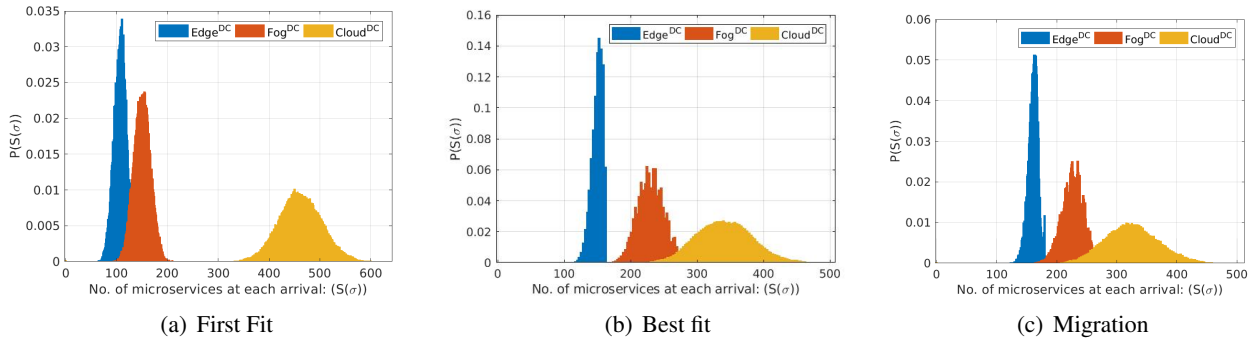 0.035
0.03
0.025
0.02
0.015
0.01
0.005
0
P(S(σ))
Edge^DC Fog^DC Cloud^DC
0 100 200 300 400 500 600
No. of microservices at each arrival: (S(σ))
(a) First Fit
0.16
0.14
0.12
0.1
0.08
0.06
0.04
0.02
0
P(S(σ))
Edge^DC Fog^DC Cloud^DC
0 100 200 300 400 500
No. of microservices at each arrival: (S(σ))
(b) Best fit
0.06
0.05
0.04
0.03
0.02
0.01
0
P(S(σ))
Edge^DC Fog^DC Cloud^DC
0 100 200 300 400 500
No. of microservices at each arrival: (S(σ))
(c) Migration